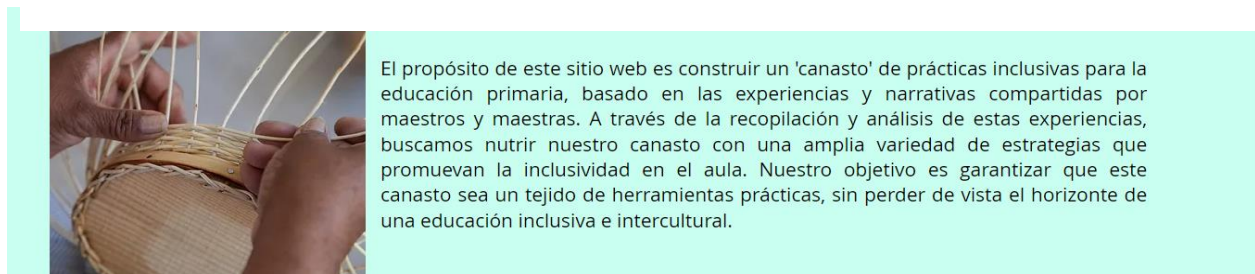 El propósito de este sitio web es construir un 'canasto' de prácticas inclusivas para la
educación primaria, basado en las experiencias y narrativas compartidas por
maestros y maestras. A través de la recopilación y análisis de estas experiencias,
buscamos nutrir nuestro canasto con una amplia variedad de estrategias que
promuevan la inclusividad en el aula. Nuestro objetivo es garantizar que este
canasto sea un tejido de herramientas prácticas, sin perder de vista el horizonte de
una educación inclusiva e intercultural.